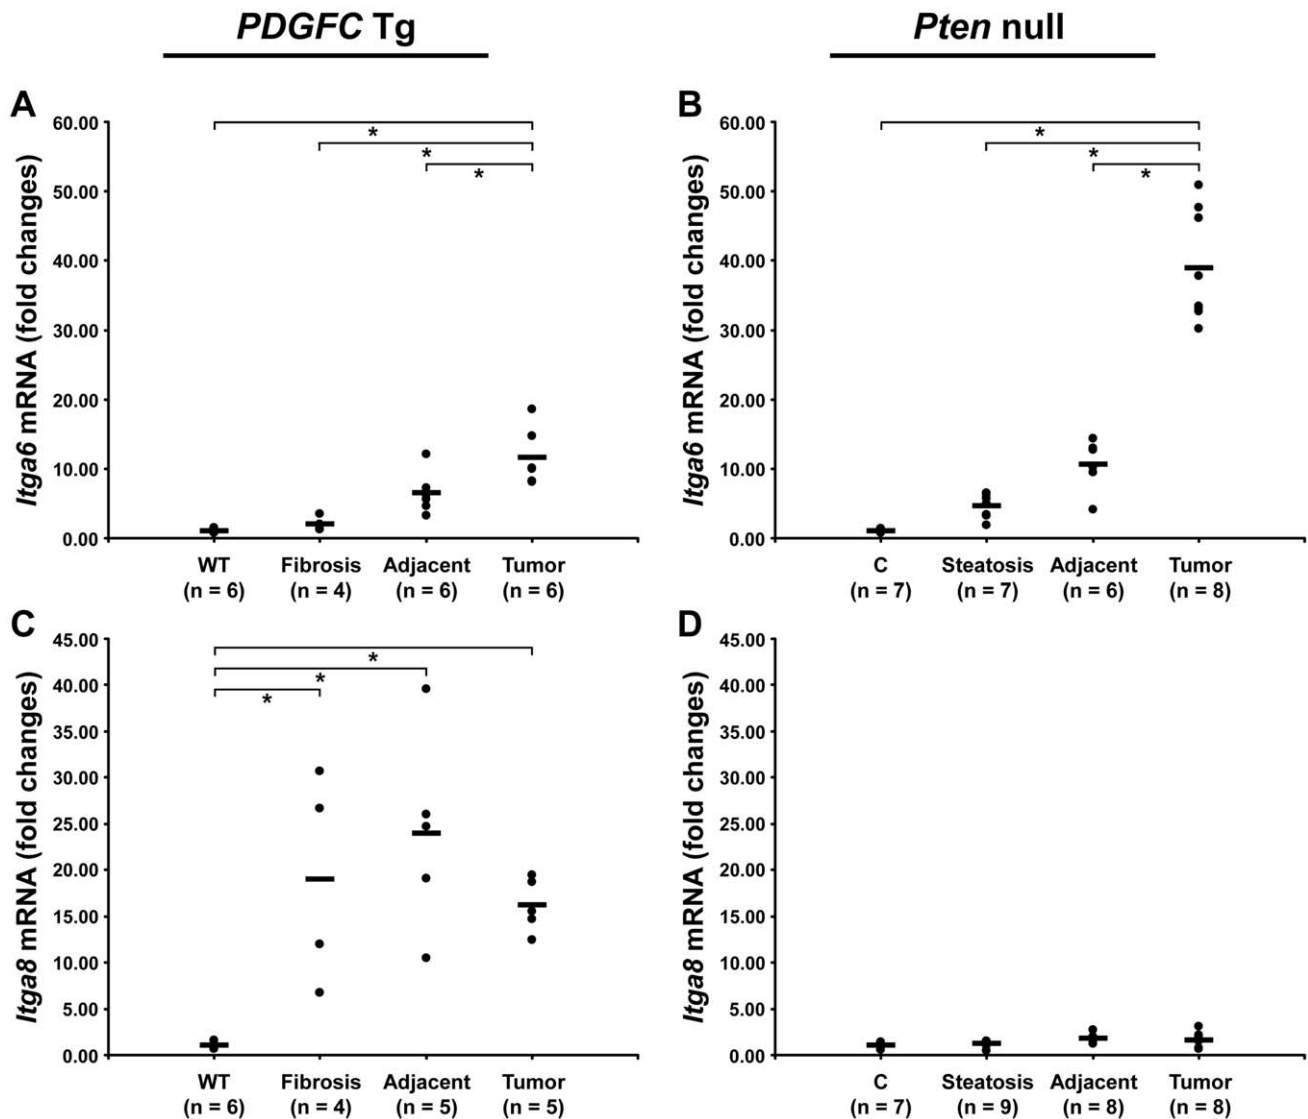 PDGFC Tg
Pten null
A
Itga6 mRNA (fold changes)
60.00
50.00
40.00
30.00
20.00
10.00
0.00
*
*
*
WT
Fibrosis
Adjacent
Tumor
(n = 6)
(n = 4)
(n = 6)
(n = 6)
B
Itga6 mRNA (fold changes)
60.00
50.00
40.00
30.00
20.00
10.00
0.00
*
*
*
C
Steatosis
Adjacent
Tumor
(n = 7)
(n = 7)
(n = 6)
(n = 8)
C
Itga8 mRNA (fold changes)
45.00
40.00
35.00
30.00
25.00
20.00
15.00
10.00
5.00
0.00
*
*
*
WT
Fibrosis
Adjacent
Tumor
(n = 6)
(n = 4)
(n = 5)
(n = 5)
D
Itga8 mRNA (fold changes)
45.00
40.00
35.00
30.00
25.00
20.00
15.00
10.00
5.00
0.00
C
Steatosis
Adjacent
Tumor
(n = 7)
(n = 9)
(n = 8)
(n = 8)